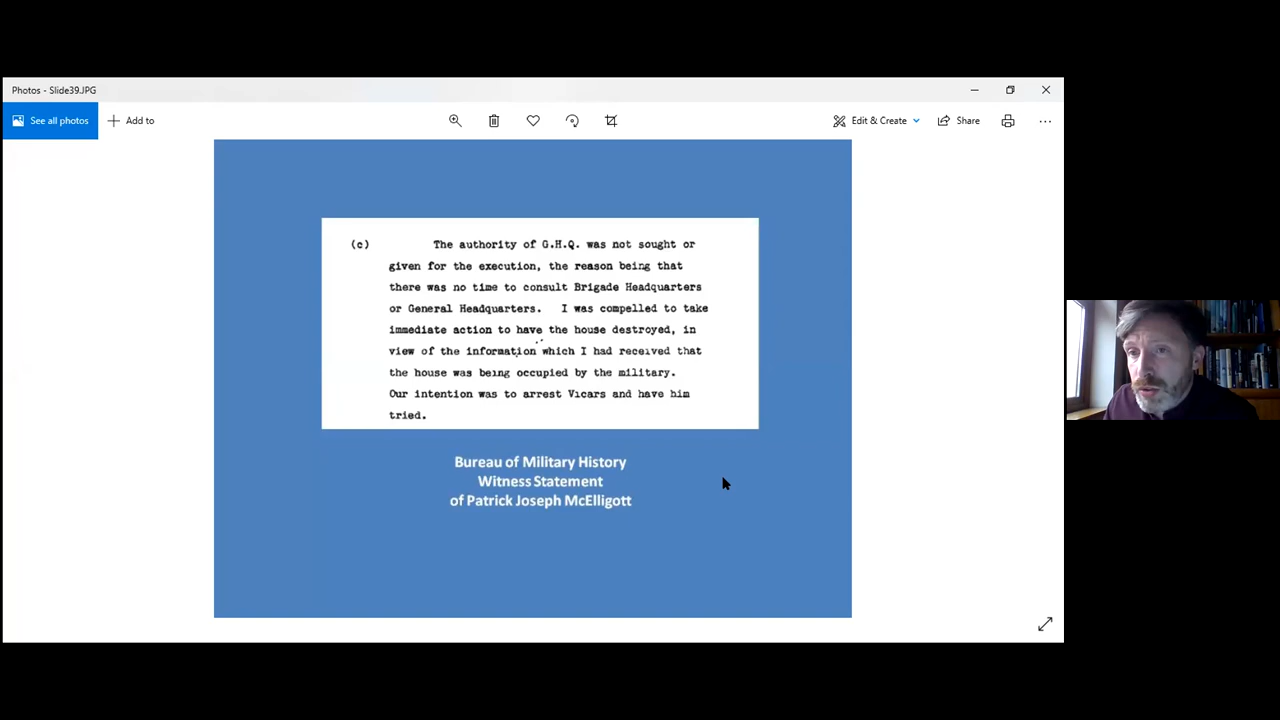 Photos - Slide39.JPG
See all photos
Add to
Edit & Create
Share
(c) The authority of G.H.Q. was not sought or
given for the execution, the reason being that
there was no time to consult Brigade Headquarters
or General Headquarters. I was compelled to take
immediate action to have the house destroyed, in
view of the information which I had received that
the house was being occupied by the military.
Our intention was to arrest Vicars and have him
tried.
Bureau of Military History
Witness Statement
of Patrick Joseph McElligott